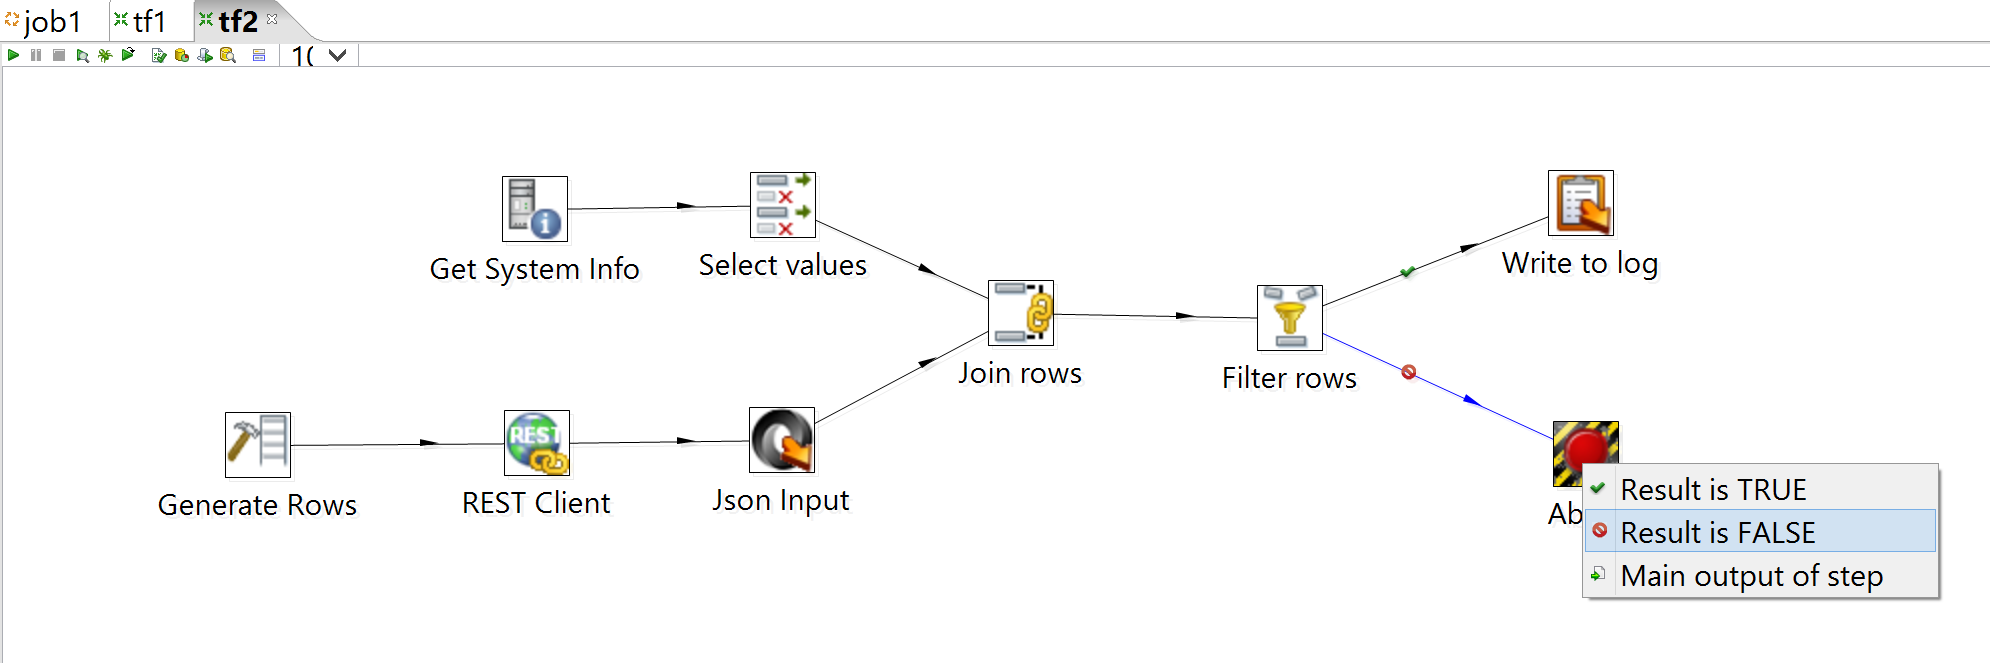 job1 tf1 tf2
10
Get System Info
Select values
Write to log
Join rows
Filter rows
REST
Generate Rows
REST Client
Json Input
Ab
Result is TRUE
Result is FALSE
Main output of step